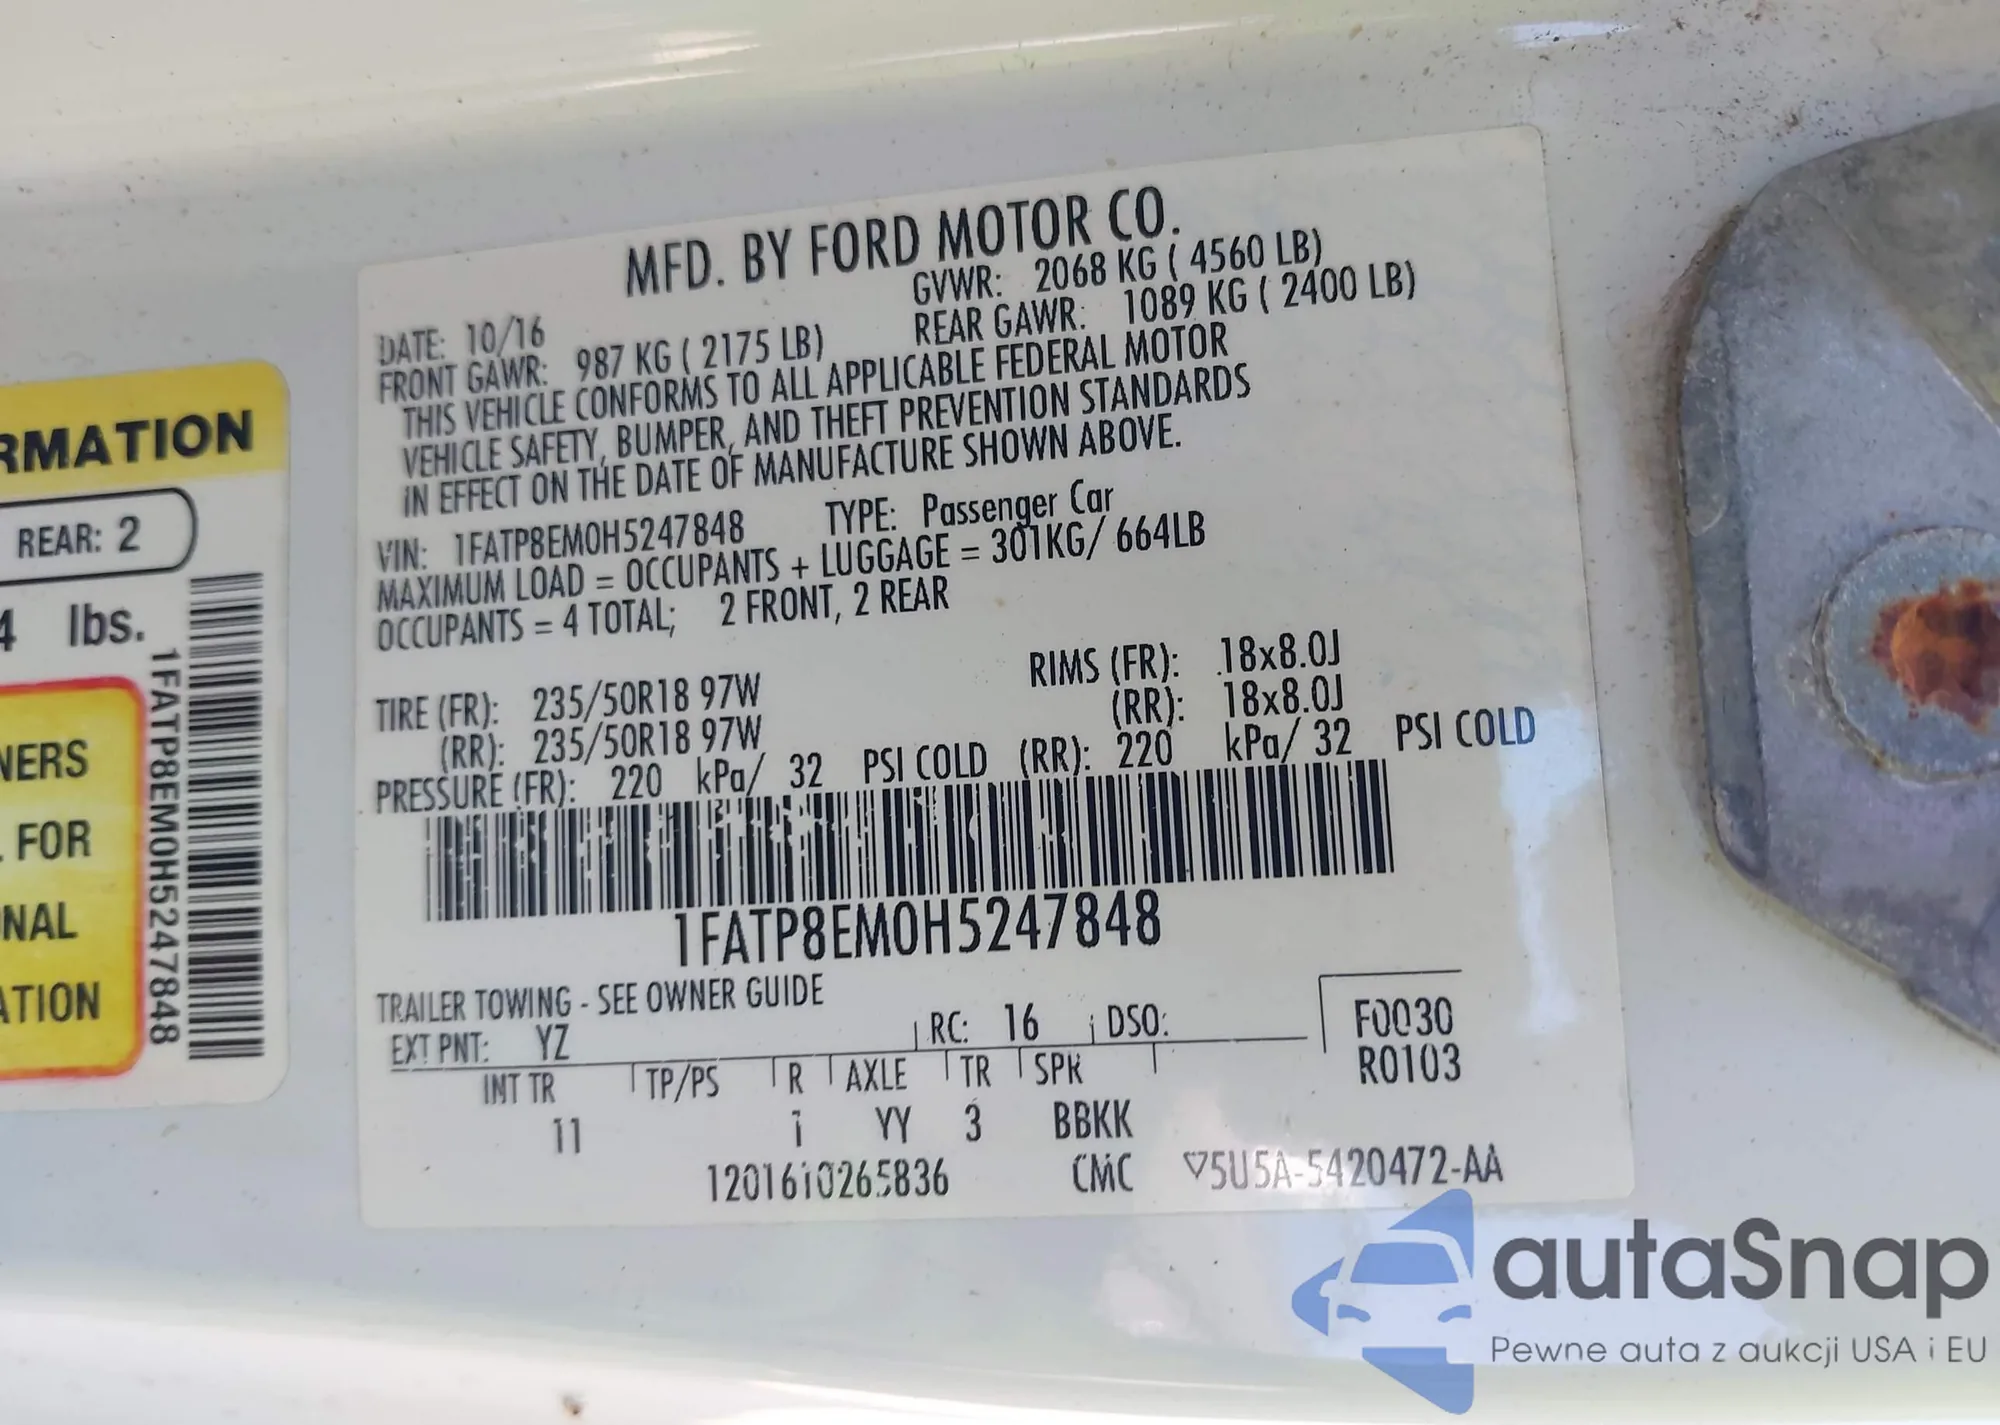 RMATION
REAR: 2
4 lbs.
NERS
FOR
NAL
ATION
1FATP8EM0H5247848
MFD. BY FORD MOTOR CO.
DATE: 10/16 GVWR: 2068 KG ( 4560 LB)
FRONT GAWR: 987 KG ( 2175 LB) REAR GAWR: 1089 KG ( 2400 LB)
THIS VEHICLE CONFORMS TO ALL APPLICABLE FEDERAL MOTOR
VEHICLE SAFETY, BUMPER, AND THEFT PREVENTION STANDARDS
IN EFFECT ON THE DATE OF MANUFACTURE SHOWN ABOVE.
VIN: 1FATP8EM0H5247848 TYPE: Passenger Car
MAXIMUM LOAD = OCCUPANTS + LUGGAGE = 301KG/ 664LB
OCCUPANTS = 4 TOTAL; 2 FRONT, 2 REAR
TIRE (FR): 235/50R18 97W RIMS (FR): 18x8.0J
(RR): 235/50R18 97W (RR): 18x8.0J
PRESSURE (FR): 220 kPa/ 32 PSI COLD (RR): 220 kPa/ 32 PSI COLD
1FATP8EM0H5247848
TRAILER TOWING - SEE OWNER GUIDE
EXT PNT: YZ RC: 16 DSO: F0030
R0103
INT TR TP/PS R AXLE TR SPR
11 1 YY 3 BBKK
1201610265836 CMC ▽5U5A-5420472-AA
autaSnap
Pewne auta z aukcji USA i EU